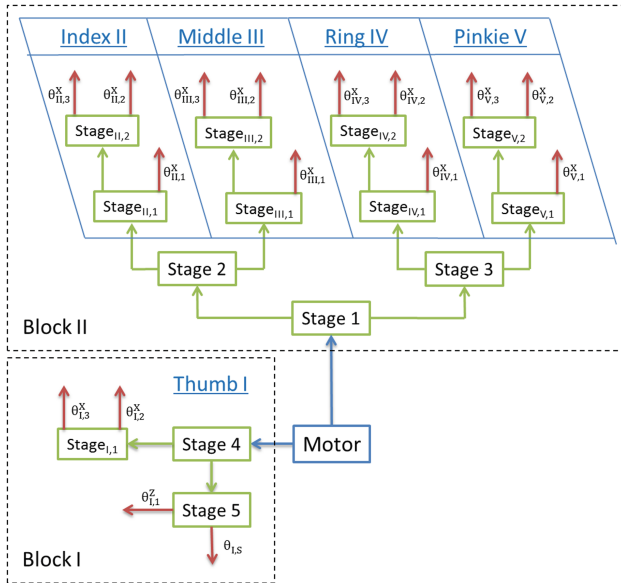 Index II Middle III Ring IV Pinkie V
θ^X_II,3 θ^X_II,2 θ^X_III,3 θ^X_III,2 θ^X_IV,3 θ^X_IV,2 θ^X_V,3 θ^X_V,2
Stage_II,2 Stage_III,2 Stage_IV,2 Stage_V,2
θ^X_II,1 θ^X_III,1 θ^X_IV,1 θ^X_V,1
Stage_II,1 Stage_III,1 Stage_IV,1 Stage_V,1
Stage 2 Stage 3
Stage 1
Block II
Thumb I
θ^X_I,3 θ^X_I,2
Stage_I,1 Stage 4 Motor
θ^Z_I,1 Stage 5
θ_I,S
Block I